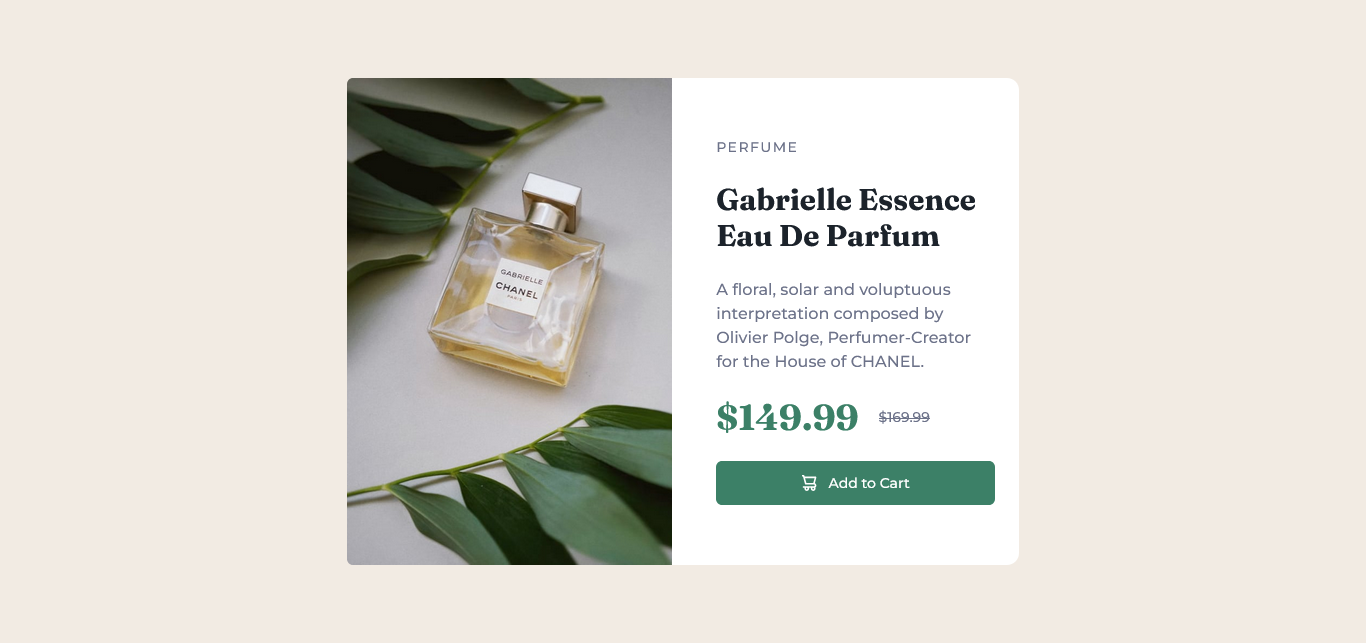 GABRIELLE
CHANEL
PARIS
PERFUME
Gabrielle Essence
Eau De Parfum
A floral, solar and voluptuous
interpretation composed by
Olivier Polge, Perfumer-Creator
for the House of CHANEL.
$149.99 $169.99
Add to Cart